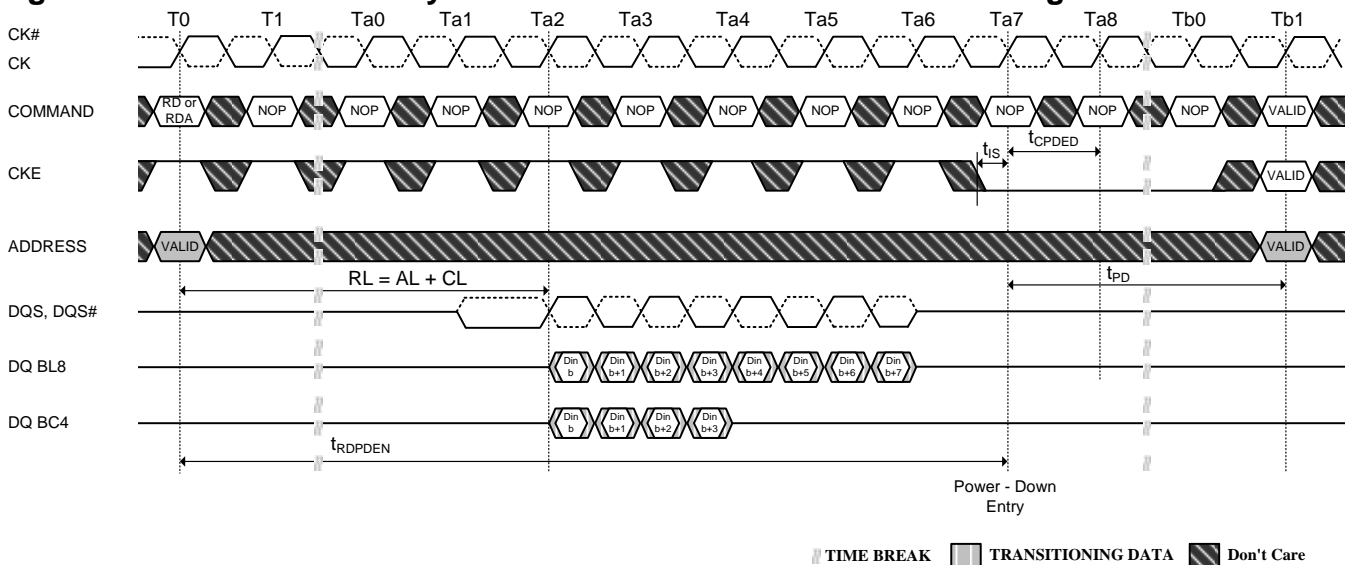 T0 T1 Ta0 Ta1 Ta2 Ta3 Ta4 Ta5 Ta6 Ta7 Ta8 Tb0 Tb1
CK#
CK
COMMAND
RD or
RDA
NOP NOP NOP NOP NOP NOP NOP NOP NOP NOP NOP VALID
tIS
tCPDED
CKE
VALID
ADDRESS
VALID
VALID
RL = AL + CL
tPD
DQS, DQS#
DQ BL8
Din
b
Din
b+1
Din
b+2
Din
b+3
Din
b+4
Din
b+5
Din
b+6
Din
b+7
DQ BC4
Din
b
Din
b+1
Din
b+2
Din
b+3
tRDPDEN
Power - Down
Entry
TIME BREAK
TRANSITIONING DATA
Don't Care